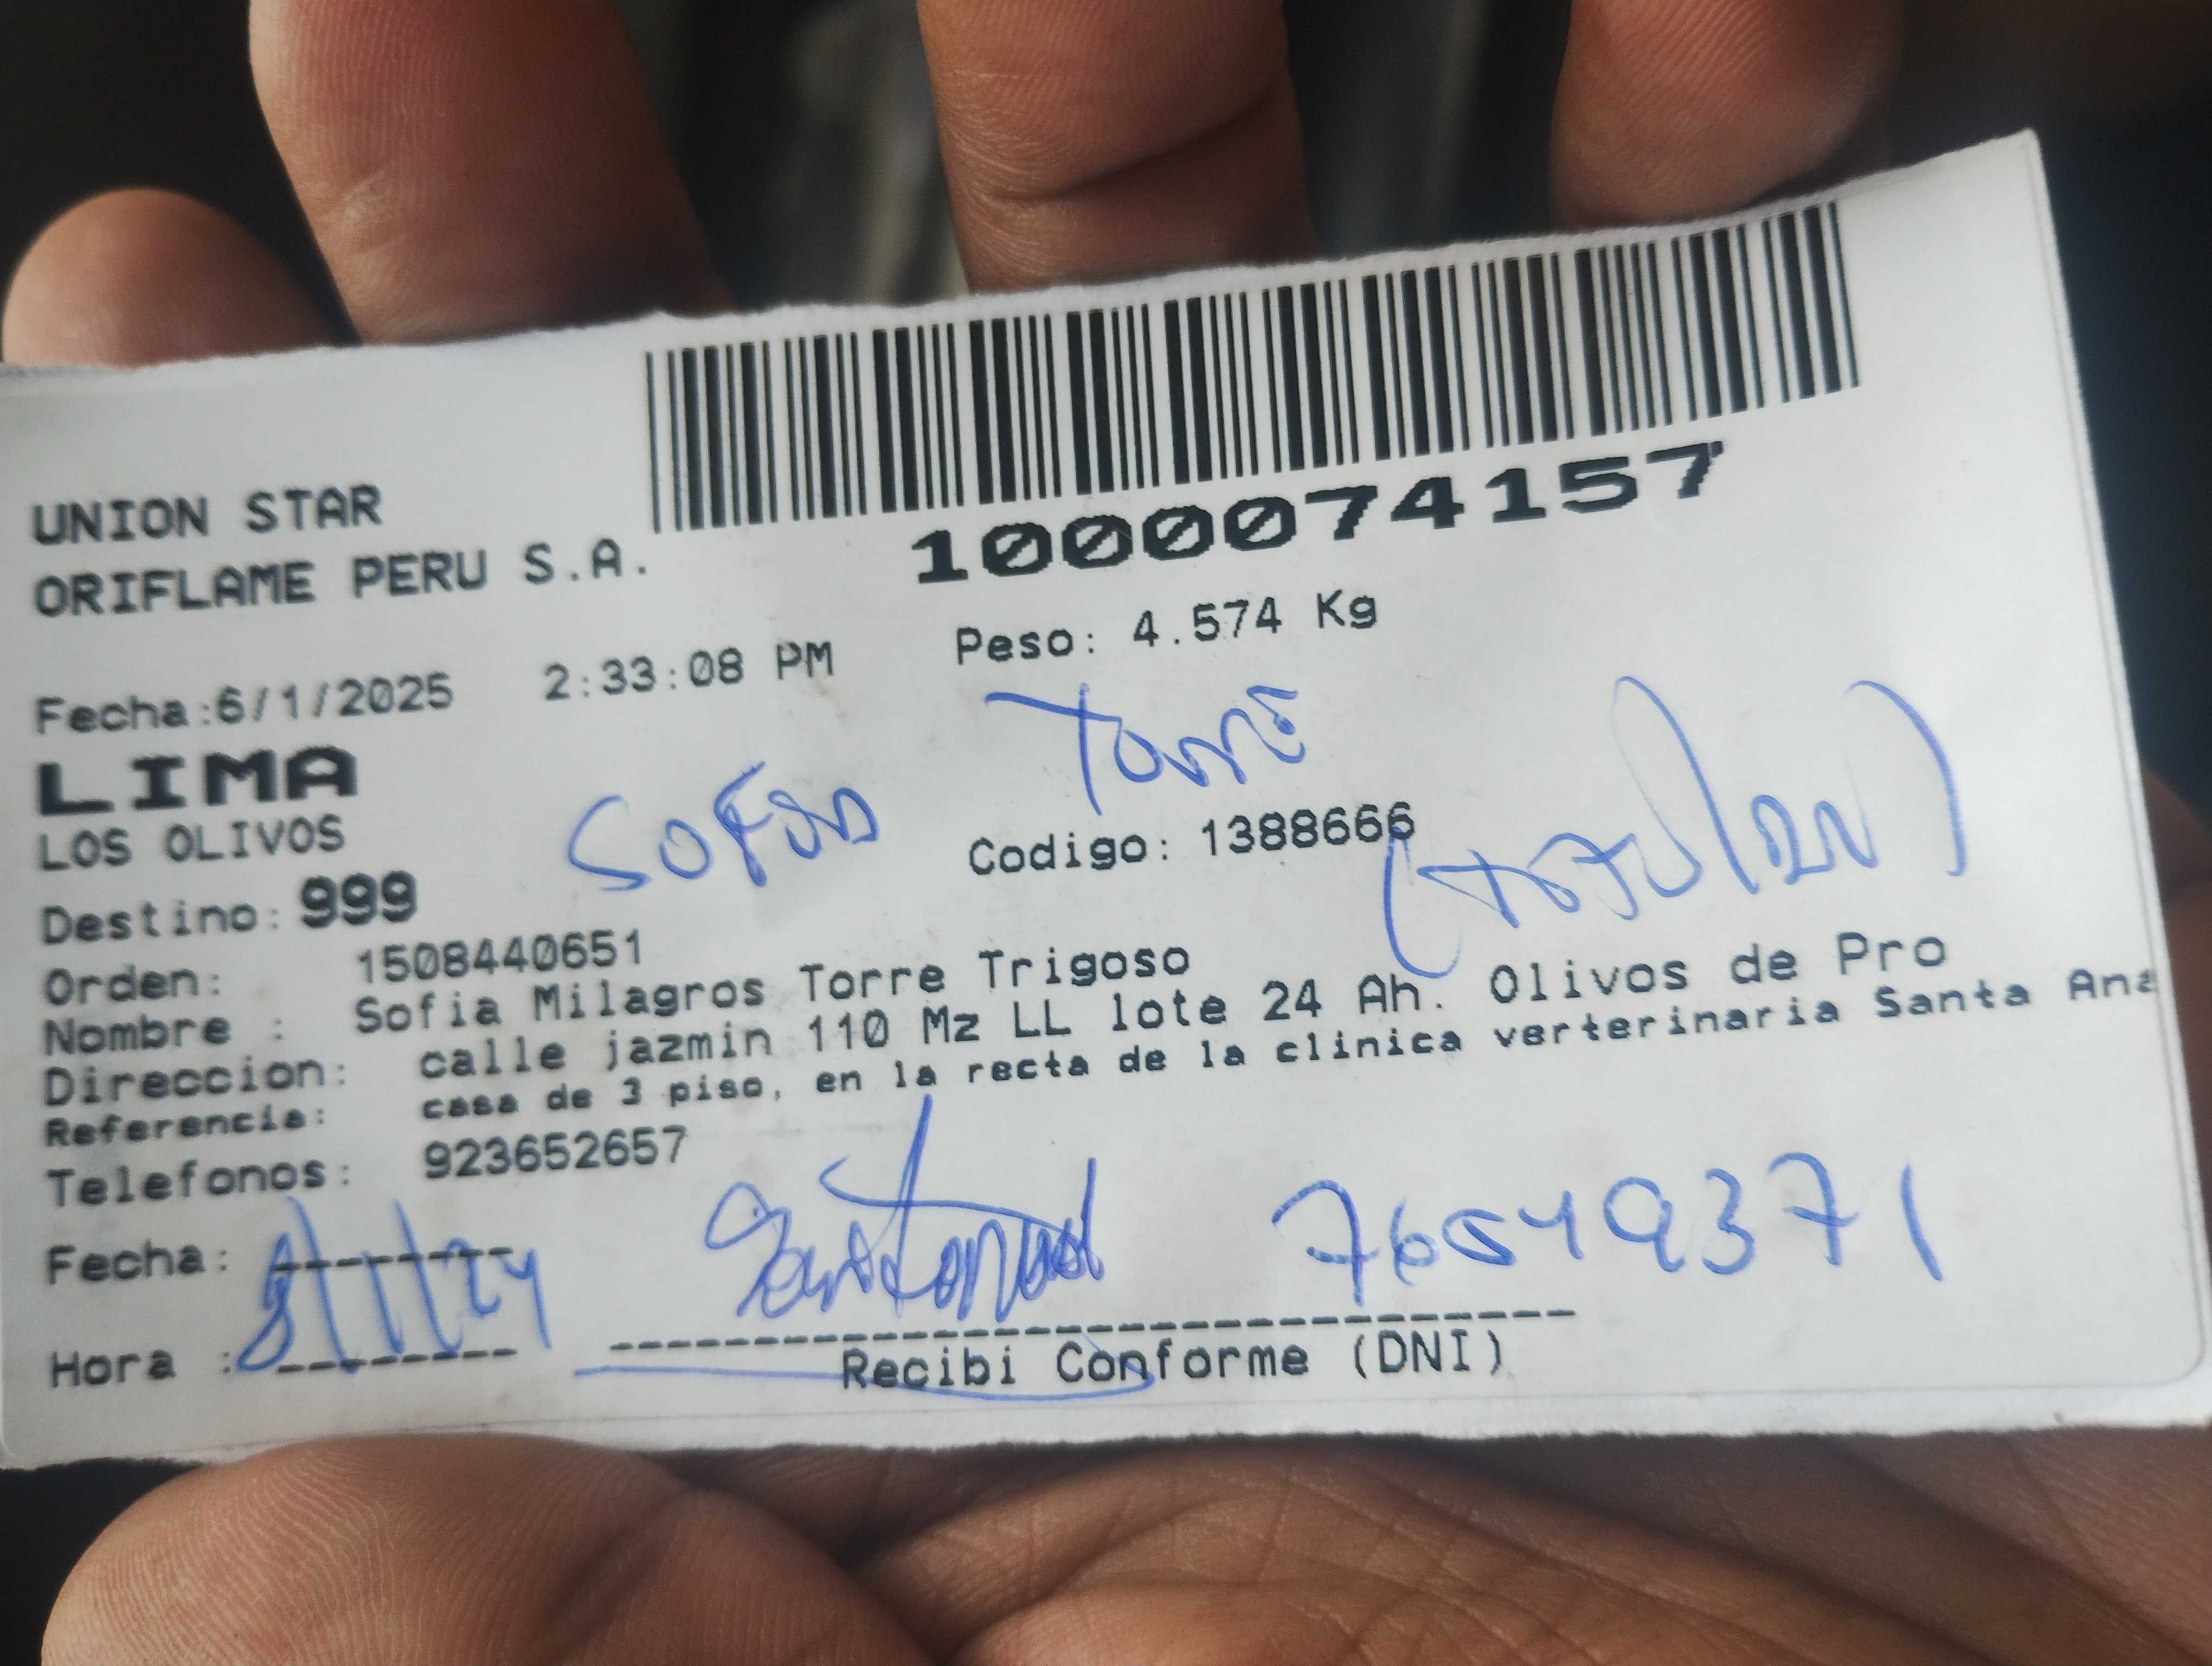 UNION STAR
ORIFLAME PERU S.A.
1000074157
Fecha:6/1/2025 2:33:08 PM Peso: 4.574 Kg
LIMA
LOS OLIVOS
Sofia Torre
Destino: 999 Codigo: 1388666
Orden: 1508440651
Nombre : Sofia Milagros Torre Trigoso
Direccion: calle jazmin 110 Mz LL lote 24 Ah. Olivos de Pro
Referencia: casa de 3 piso, en la recta de la clinica verterinaria Santa Ana
Telefonos: 923652657
Fecha: 8/1/24
76549371
Hora :
Recibi Conforme (DNI)